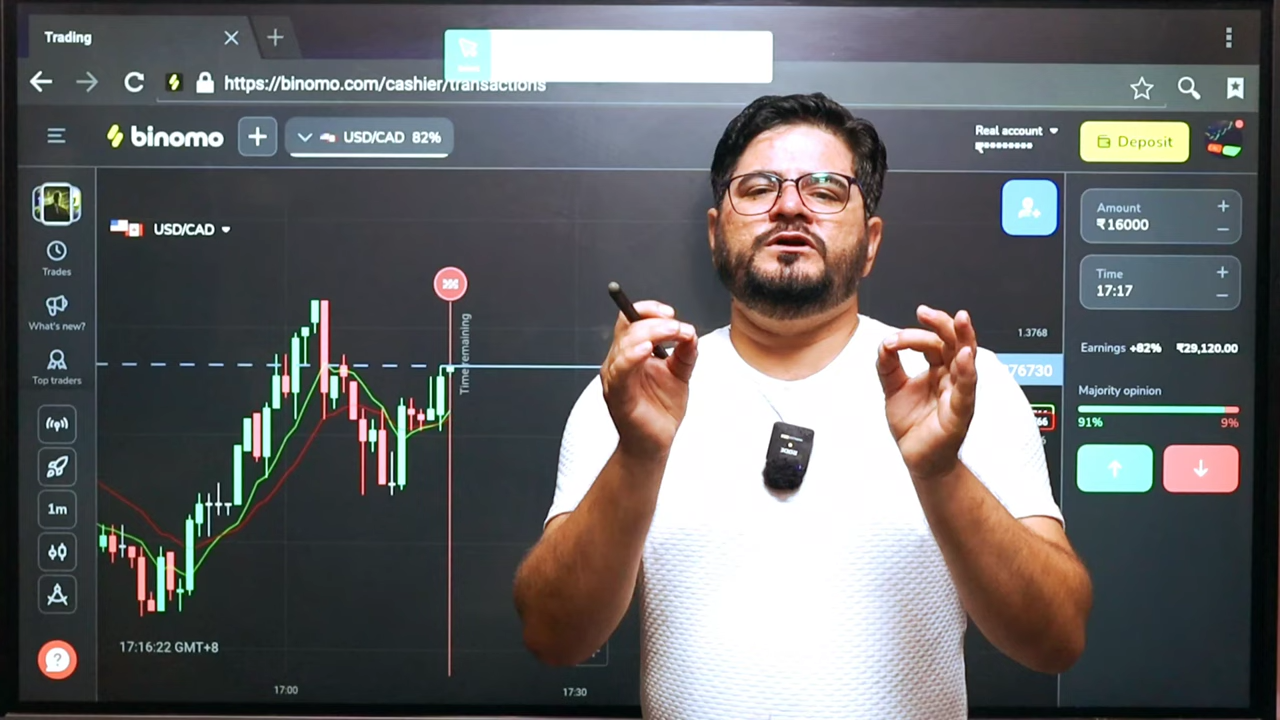 Trading
https://binomo.com/cashier/transactions
binomo
USD/CAD 82%
Real account
Deposit
USD/CAD
Trades
What's new?
Top traders
1m
Time remaining
17:16:22 GMT+8
17:00
17:30
1.3768
76730
Amount
₹16000
Time
17:17
Earnings +82% ₹29,120.00
Majority opinion
91% 9%